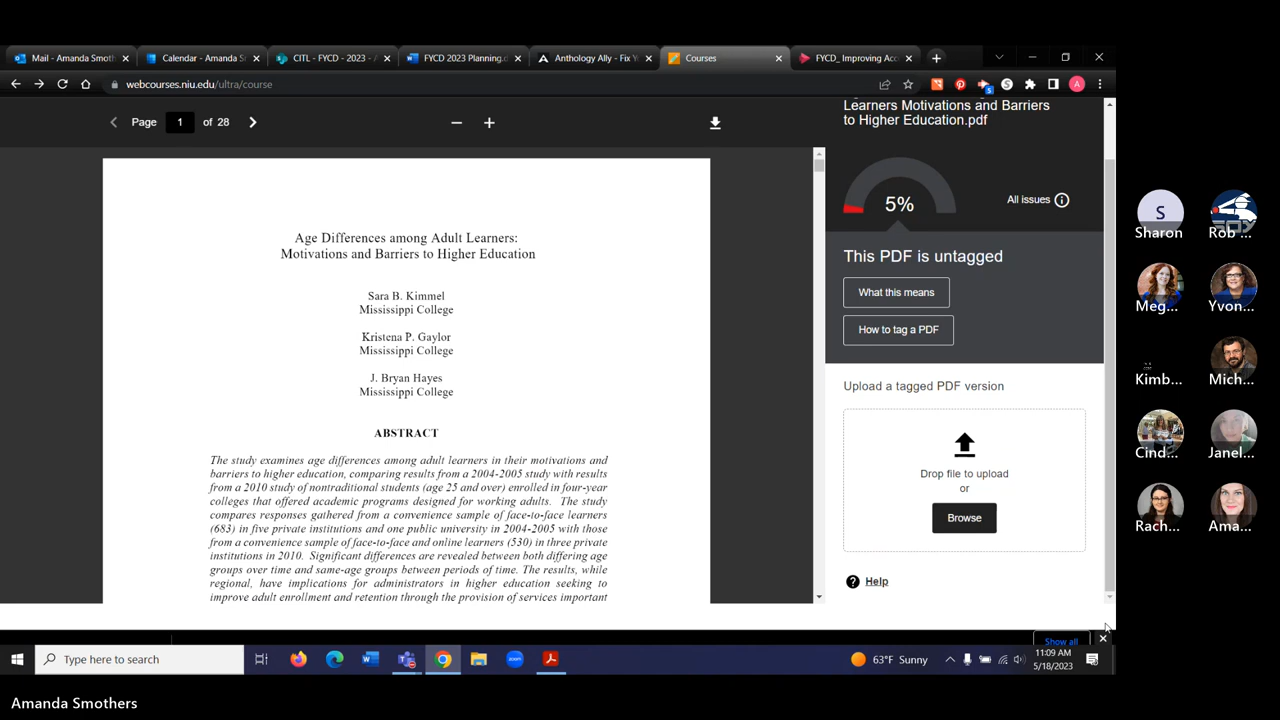 Mail - Amanda Smoth
Calendar - Amanda S
CITL - FYCD - 2023 - /
FYCD 2023 Planning.d
Anthology Ally - Fix Y
Courses
FYCD_ Improving Acc
webcourses.niu.edu/ultra/course
A
Page 1 of 28
Learners Motivations and Barriers
to Higher Education.pdf
5%
All issues
This PDF is untagged
What this means
How to tag a PDF
Upload a tagged PDF version
Drop file to upload
or
Browse
Help
Age Differences among Adult Learners:
Motivations and Barriers to Higher Education
Sara B. Kimmel
Mississippi College
Kristena P. Gaylor
Mississippi College
J. Bryan Hayes
Mississippi College
ABSTRACT
The study examines age differences among adult learners in their motivations and
barriers to higher education, comparing results from a 2004-2005 study with results
from a 2010 study of nontraditional students (age 25 and over) enrolled in four-year
colleges that offered academic programs designed for working adults. The study
compares responses gathered from a convenience sample of face-to-face learners
(683) in five private institutions and one public university in 2004-2005 with those
from a convenience sample of face-to-face and online learners (530) in three private
institutions in 2010. Significant differences are revealed between both differing age
groups over time and same-age groups between periods of time. The results, while
regional, have implications for administrators in higher education seeking to
improve adult enrollment and retention through the provision of services important
Show all
Type here to search
63°F Sunny
11:09 AM
5/18/2023
S
Sharon
Rob ...
Meg...
Yvon...
Kimb...
Mich...
Cind...
Janel...
Rach...
Ama...
Amanda Smothers